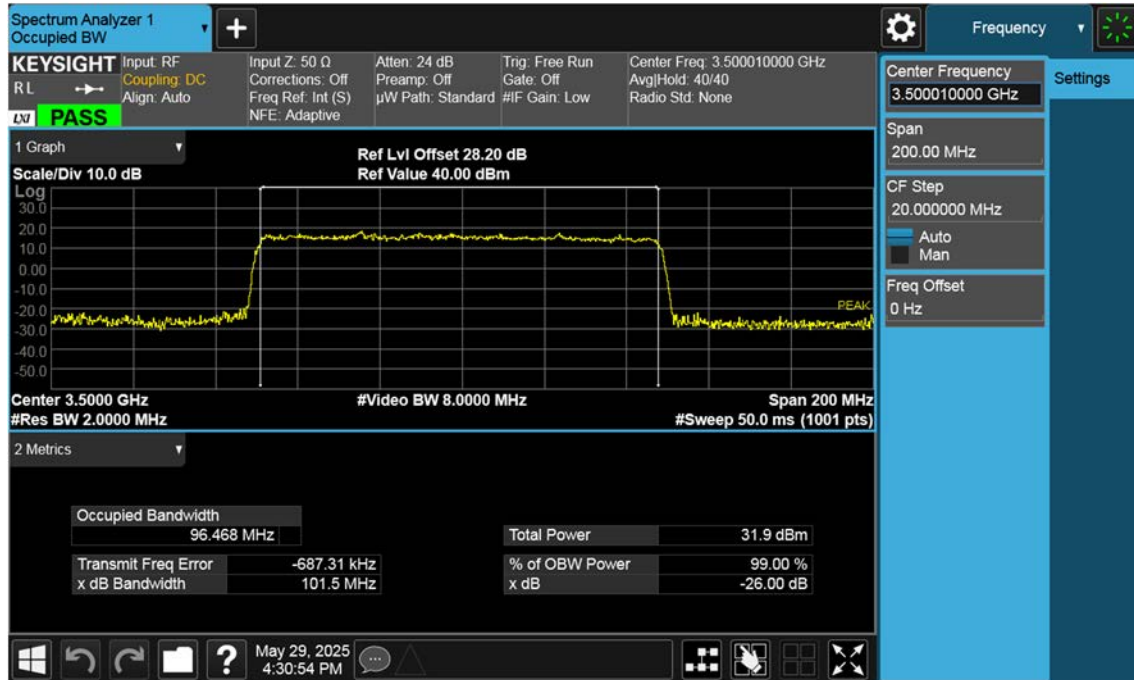 Spectrum Analyzer 1
Occupied BW
+
Frequency
KEYSIGHT
R L
LXI PASS
Input: RF
Coupling: DC
Align: Auto
Input Z: 50 Ω
Corrections: Off
Freq Ref: Int (S)
NFE: Adaptive
Atten: 24 dB
Preamp: Off
µW Path: Standard
Trig: Free Run
Gate: Off
#IF Gain: Low
Center Freq: 3.500010000 GHz
Avg|Hold: 40/40
Radio Std: None
Center Frequency
3.500010000 GHz
Settings
Span
200.00 MHz
CF Step
20.000000 MHz
Auto
Man
Freq Offset
0 Hz
1 Graph
Scale/Div 10.0 dB
Ref Lvl Offset 28.20 dB
Ref Value 40.00 dBm
Log
30.0
20.0
10.0
0.00
-10.0
-20.0
-30.0
-40.0
-50.0
PEAK
Center 3.5000 GHz
#Video BW 8.0000 MHz
Span 200 MHz
#Res BW 2.0000 MHz
#Sweep 50.0 ms (1001 pts)
2 Metrics
Occupied Bandwidth
96.468 MHz
Total Power 31.9 dBm
Transmit Freq Error -687.31 kHz
% of OBW Power 99.00 %
x dB Bandwidth 101.5 MHz
x dB -26.00 dB
?
May 29, 2025
4:30:54 PM